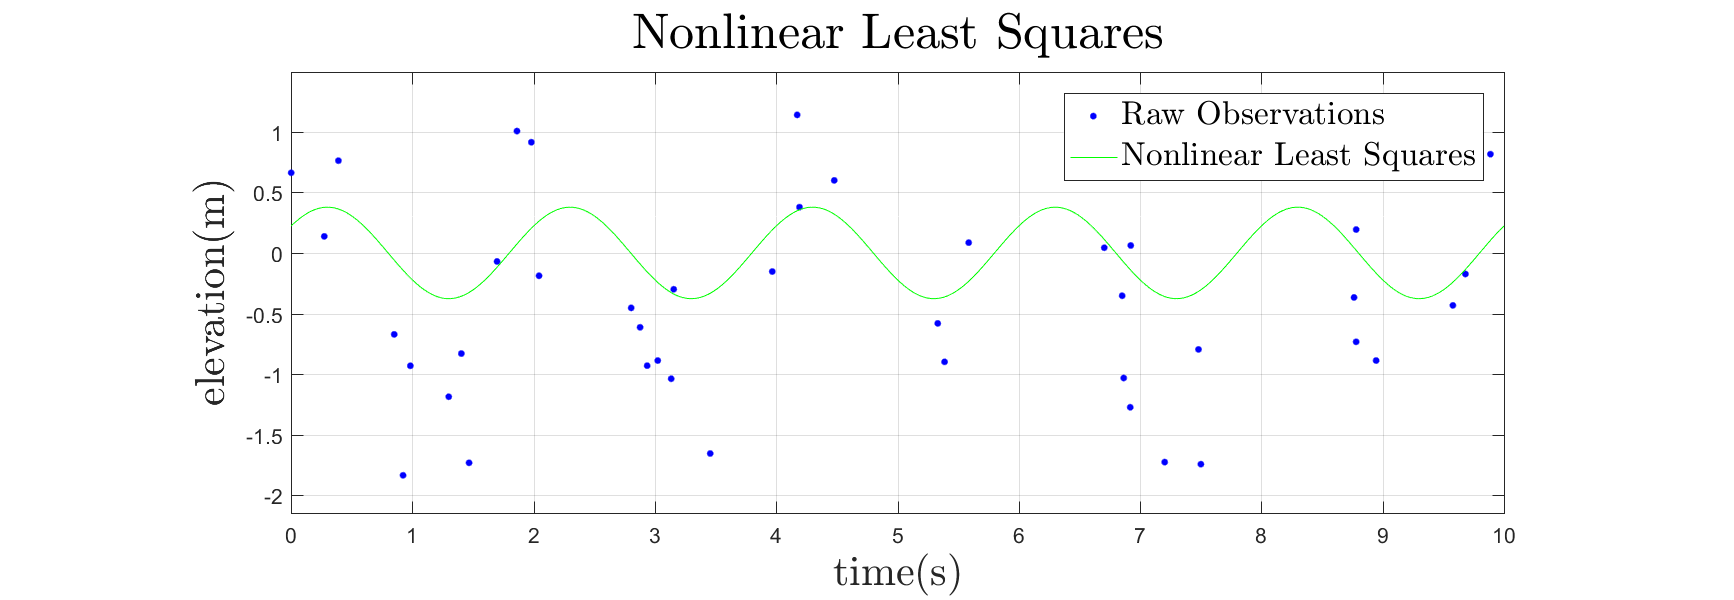 Nonlinear Least Squares
Raw Observations
Nonlinear Least Squares
elevation(m)
1
0.5
0
-0.5
-1
-1.5
-2
0 1 2 3 4 5 6 7 8 9 10
time(s)